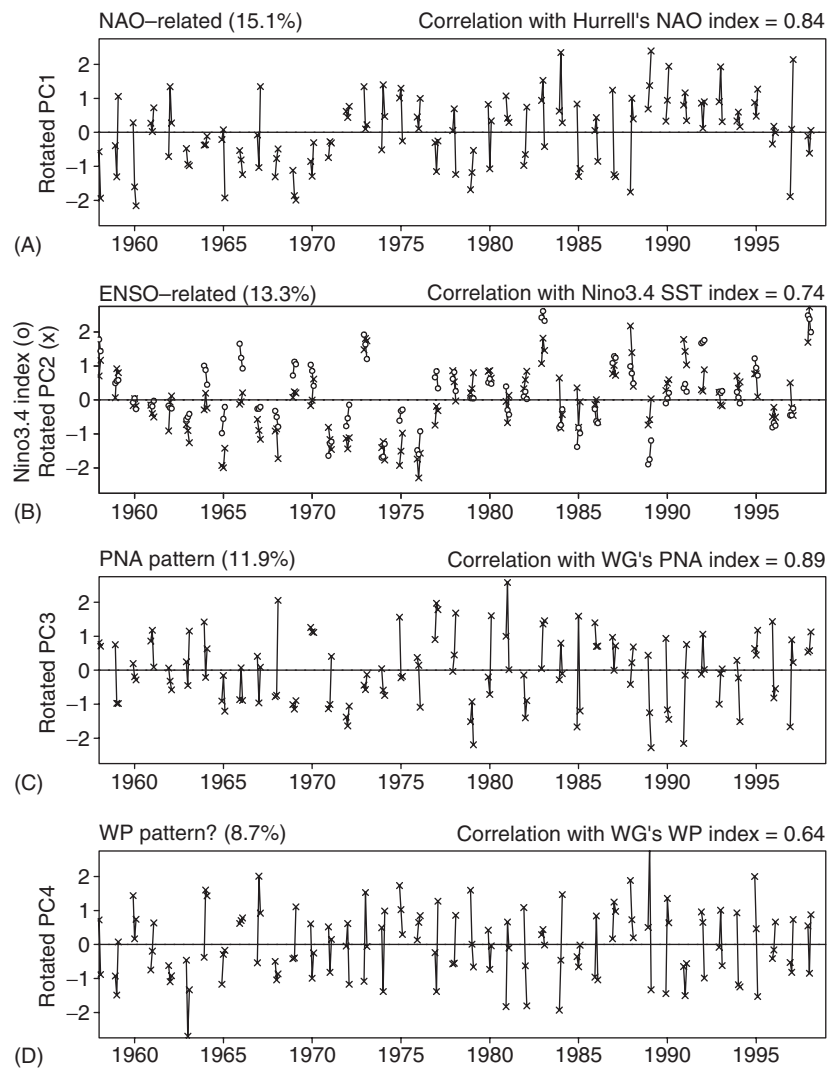 NAO–related (15.1%) Correlation with Hurrell's NAO index = 0.84
Rotated PC1
2
1
0
−1
−2
(A)
1960 1965 1970 1975 1980 1985 1990 1995
ENSO–related (13.3%) Correlation with Nino3.4 SST index = 0.74
Nino3.4 index (o)
Rotated PC2 (x)
2
1
0
−1
−2
(B)
1960 1965 1970 1975 1980 1985 1990 1995
PNA pattern (11.9%) Correlation with WG's PNA index = 0.89
Rotated PC3
2
1
0
−1
−2
(C)
1960 1965 1970 1975 1980 1985 1990 1995
WP pattern? (8.7%) Correlation with WG's WP index = 0.64
Rotated PC4
2
1
0
−1
−2
(D)
1960 1965 1970 1975 1980 1985 1990 1995